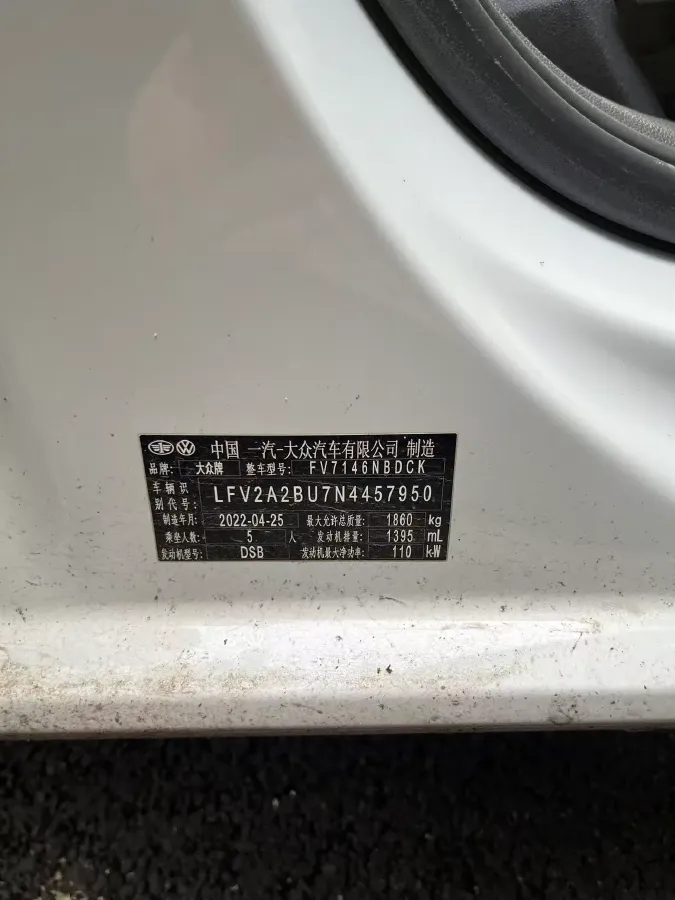 中国 一汽-大众汽车有限公司 制造
品牌: 大众牌 整车型号: FV7146NBDCK
车辆识别代号: LFV2A2BU7N4457950
制造年月: 2022-04-25 最大允许总质量: 1860 kg
乘坐人数: 5 人 发动机排量: 1395 mL
发动机型号: DSB 发动机最大净功率: 110 kW